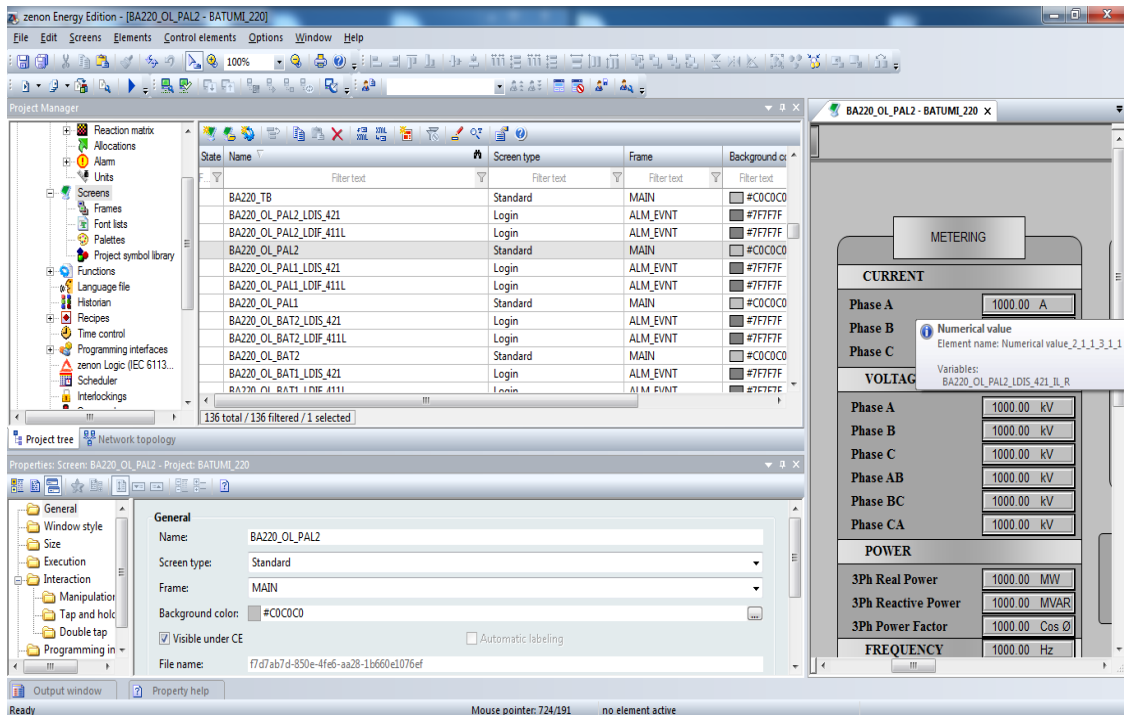 zenon Energy Edition - [BA220_OL_PAL2 - BATUMI_220]
File Edit Screens Elements Control elements Options Window Help
100%
Project Manager
Reaction matrix
Allocations
Alarm
Units
Screens
Frames
Font lists
Palettes
Project symbol library
Functions
Language file
Historian
Recipes
Time control
Programming interfaces
zenon Logic (IEC 6113...
Scheduler
Interlockings
Project tree Network topology
State Name Screen type Frame Background co
F... Filter text Filter text Filter text Filter text
BA220_TB Standard MAIN #C0C0C0
BA220_OL_PAL2_LDIS_421 Login ALM_EVNT #7F7F7F
BA220_OL_PAL2_LDIF_411L Login ALM_EVNT #7F7F7F
BA220_OL_PAL2 Standard MAIN #C0C0C0
BA220_OL_PAL1_LDIS_421 Login ALM_EVNT #7F7F7F
BA220_OL_PAL1_LDIF_411L Login ALM_EVNT #7F7F7F
BA220_OL_PAL1 Standard MAIN #C0C0C0
BA220_OL_BAT2_LDIS_421 Login ALM_EVNT #7F7F7F
BA220_OL_BAT2_LDIF_411L Login ALM_EVNT #7F7F7F
BA220_OL_BAT2 Standard MAIN #C0C0C0
BA220_OL_BAT1_LDIS_421 Login ALM_EVNT #7F7F7F
BA220_OL_BAT1_LDIF_411L Login ALM_EVNT #7F7F7F
136 total / 136 filtered / 1 selected
Properties: Screen: BA220_OL_PAL2 - Project: BATUMI_220
General
Window style
Size
Execution
Interaction
Manipulation
Tap and hold
Double tap
Programming in
General
Name: BA220_OL_PAL2
Screen type: Standard
Frame: MAIN
Background color: #C0C0C0 ...
Visible under CE Automatic labeling
File name: f7d7ab7d-850e-4fe6-aa28-1b660e1076ef
BA220_OL_PAL2 - BATUMI_220 X
METERING
CURRENT
Phase A 1000.00 A
Phase B
Phase C
Numerical value
Element name: Numerical value_2_1_1_3_1_1
Variables:
BA220_OL_PAL2_LDIS_421_IL_R
VOLTAG
Phase A 1000.00 kV
Phase B 1000.00 kV
Phase C 1000.00 kV
Phase AB 1000.00 kV
Phase BC 1000.00 kV
Phase CA 1000.00 kV
POWER
3Ph Real Power 1000.00 MW
3Ph Reactive Power 1000.00 MVAR
3Ph Power Factor 1000.00 Cos Ø
FREQUENCY 1000.00 Hz
Output window Property help
Ready Mouse pointer: 724/191 no element active